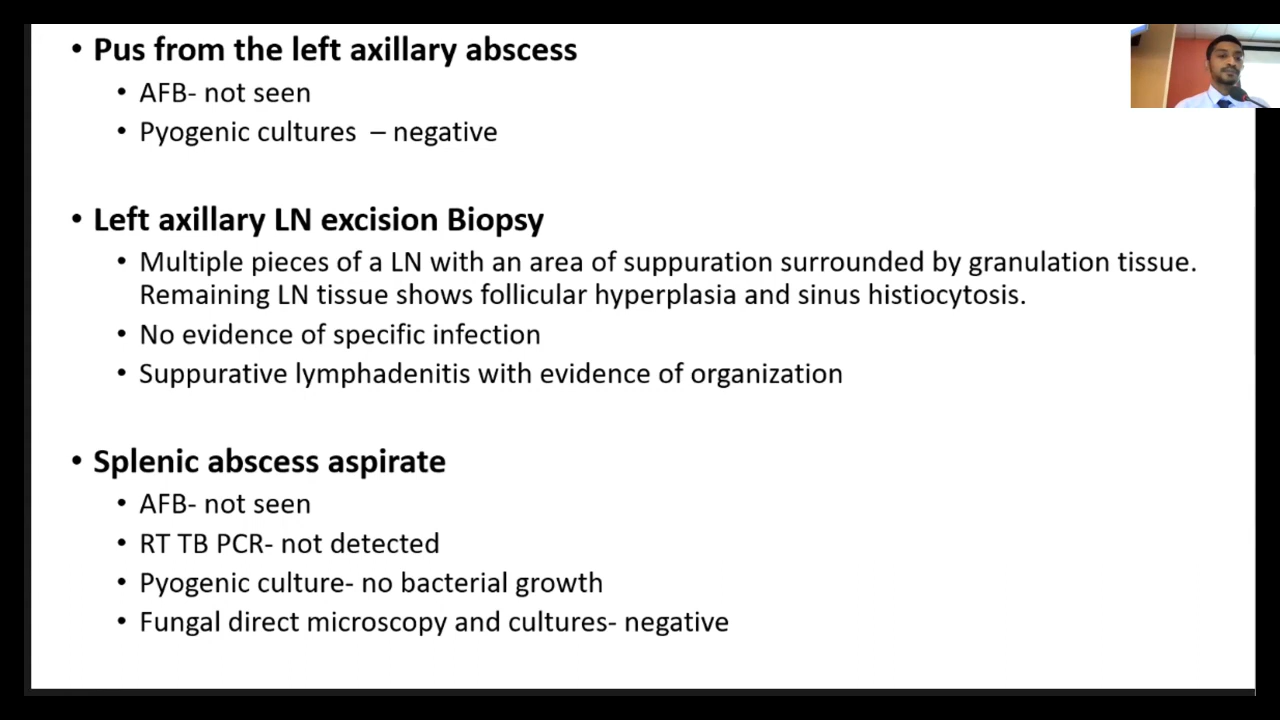 • Pus from the left axillary abscess
• AFB- not seen
• Pyogenic cultures – negative
• Left axillary LN excision Biopsy
• Multiple pieces of a LN with an area of suppuration surrounded by granulation tissue.
Remaining LN tissue shows follicular hyperplasia and sinus histiocytosis.
• No evidence of specific infection
• Suppurative lymphadenitis with evidence of organization
• Splenic abscess aspirate
• AFB- not seen
• RT TB PCR- not detected
• Pyogenic culture- no bacterial growth
• Fungal direct microscopy and cultures- negative